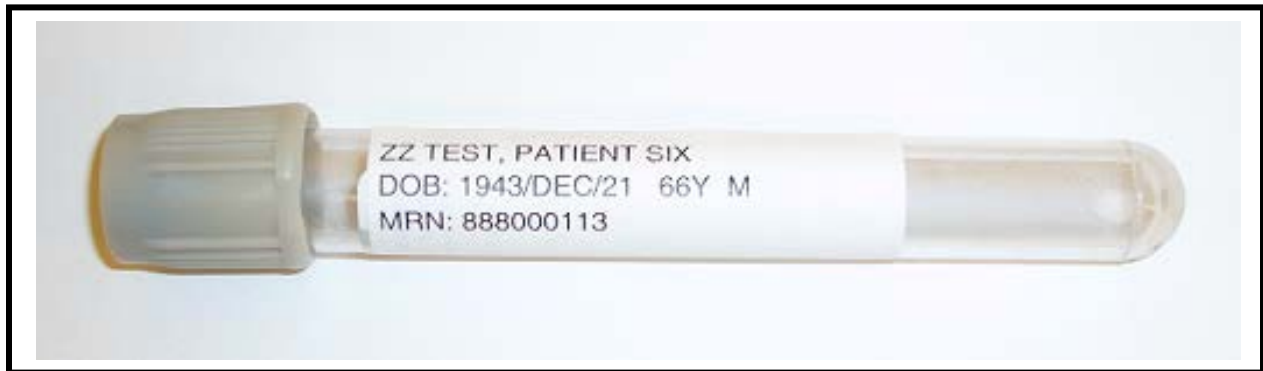 ZZ TEST, PATIENT SIX
DOB: 1943/DEC/21 66Y M
MRN: 888000113